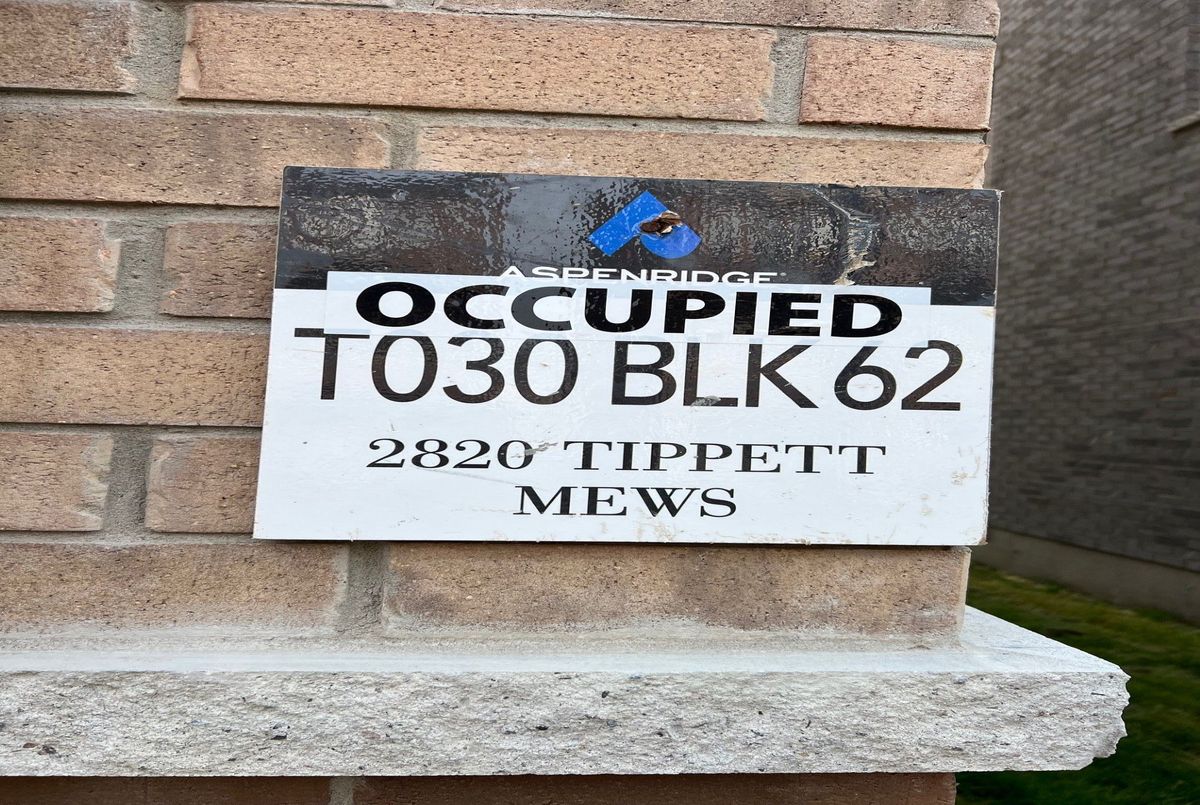 ASPENRIDGE
OCCUPIED
T030 BLK 62
2820 TIPPETT
MEWS